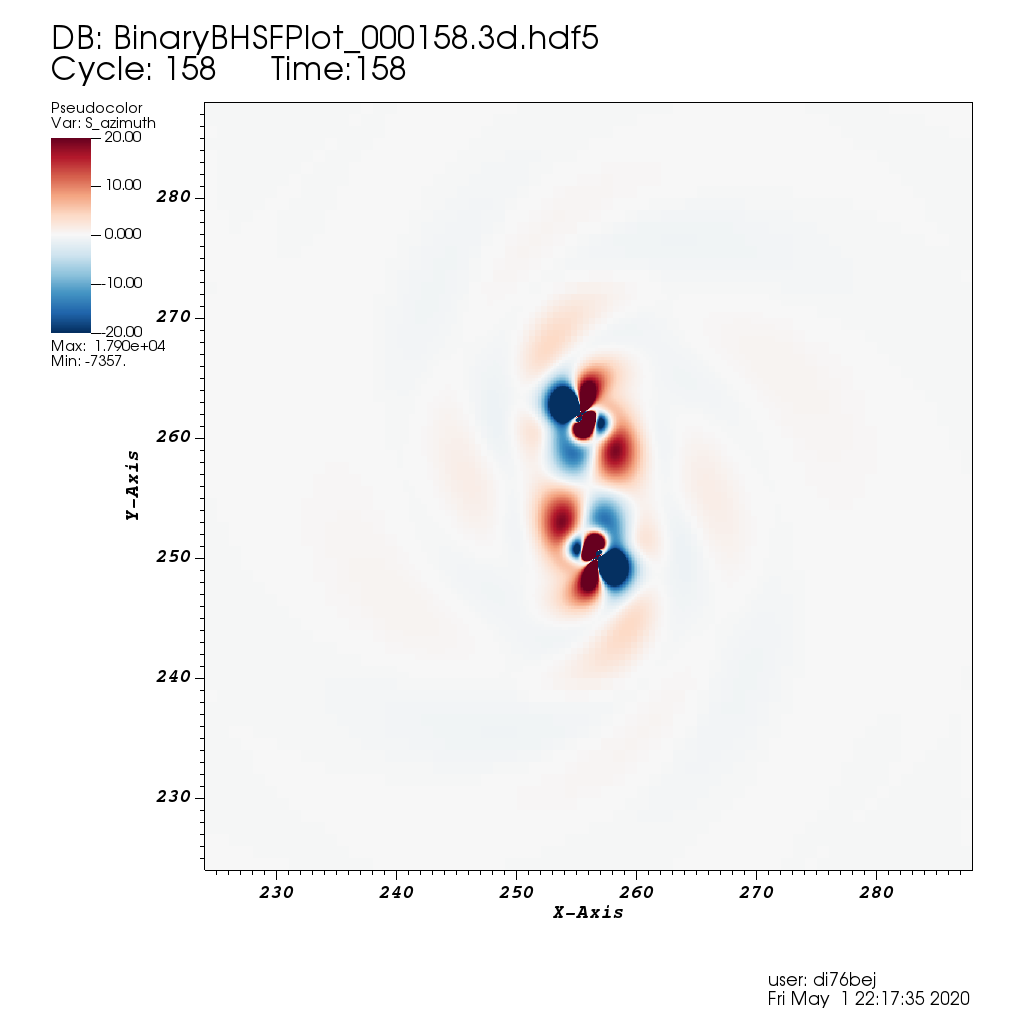 DB: BinaryBHSFPlot_000158.3d.hdf5
Cycle: 158 Time:158
Pseudocolor
Var: S_azimuth
20.00
10.00
0.000
-10.00
-20.00
Max: 1.790e+04
Min: -7357.
280
270
260
250
240
230
Y-Axis
230 240 250 260 270 280
X-Axis
user: di76bej
Fri May 1 22:17:35 2020